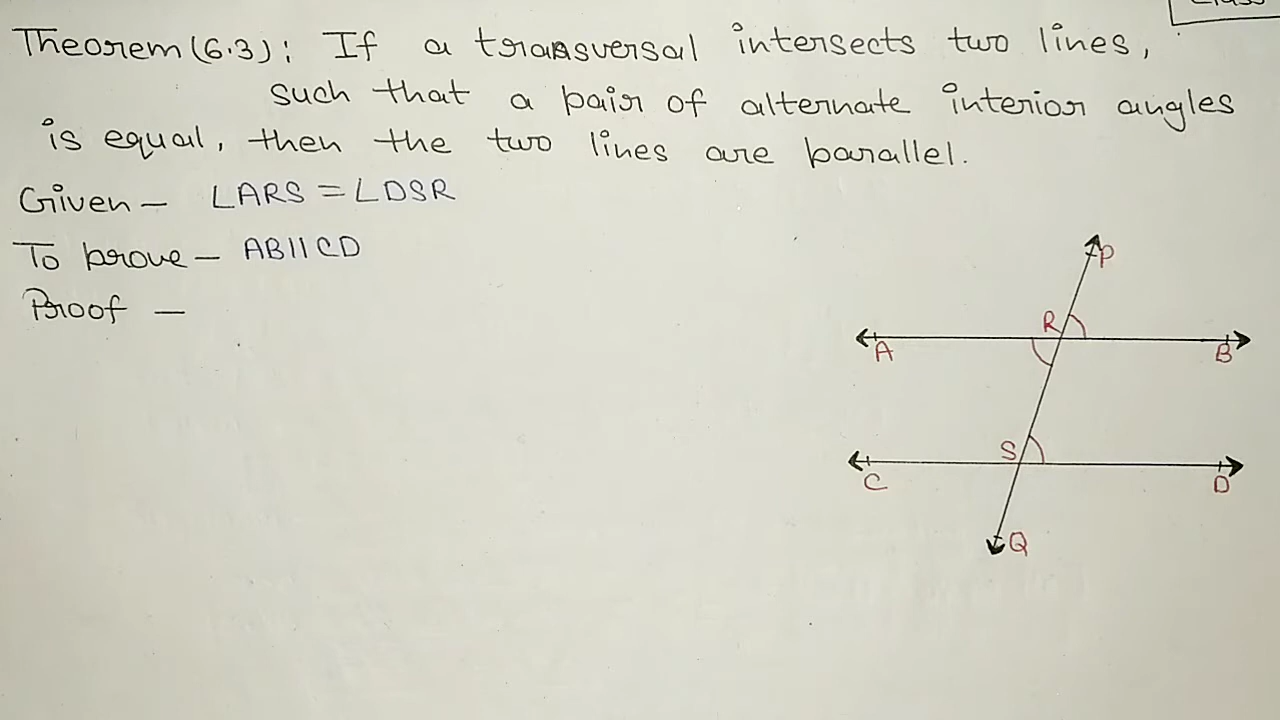 Class
Theorem (6.3): If a transversal intersects two lines,
such that a pair of alternate interior angles
is equal, then the two lines are parallel.
Given — ∠ARS = ∠DSR
To prove — AB || CD
Proof —
P
R
A
B
S
C
D
Q